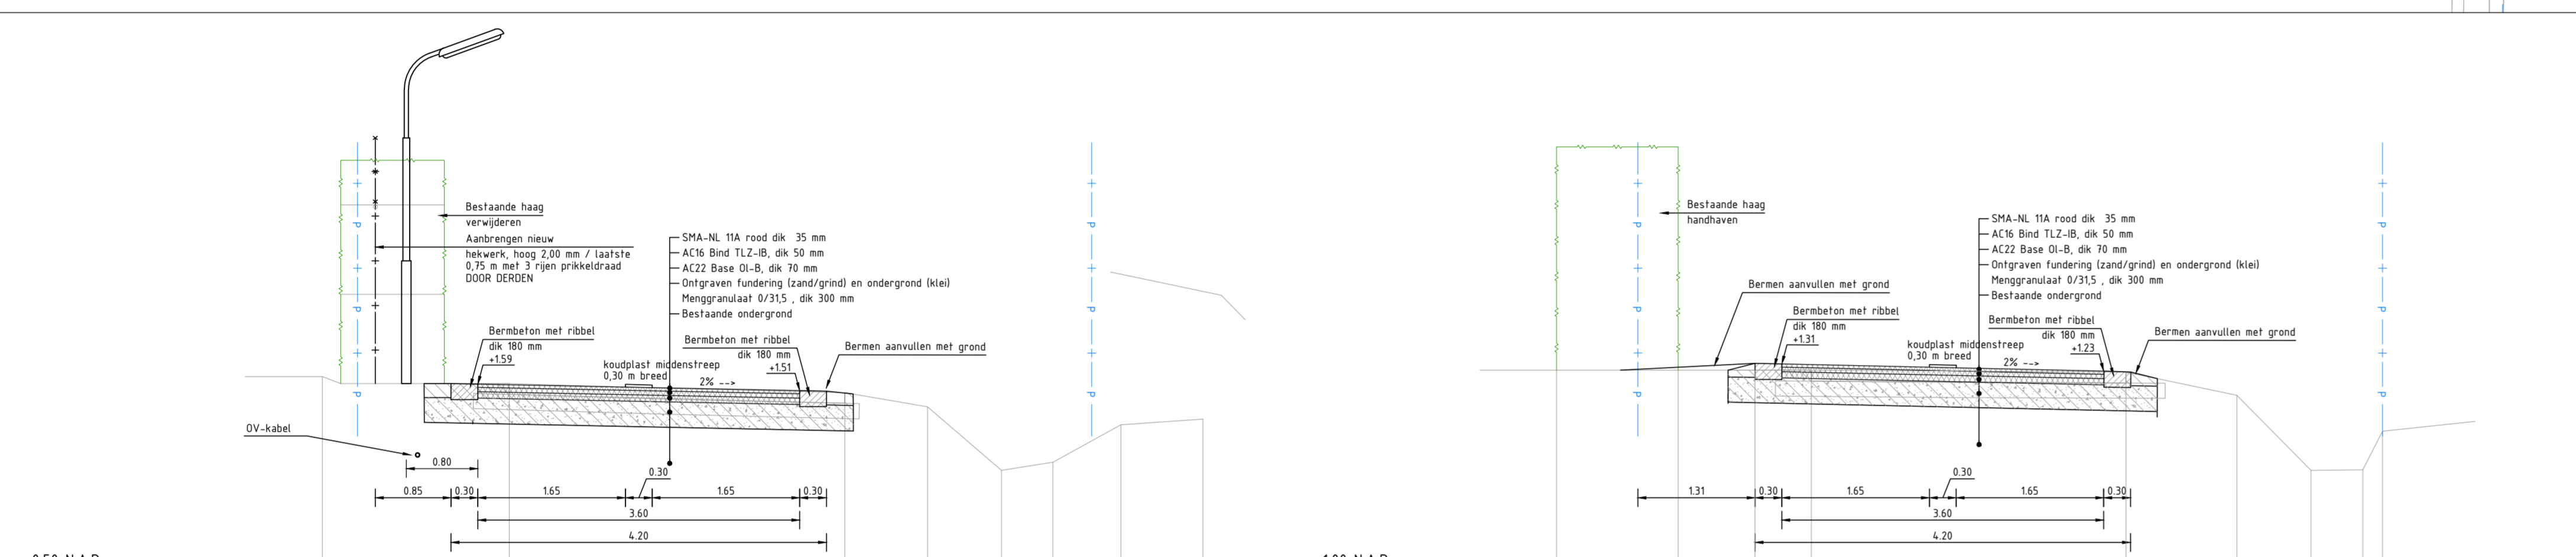 Bestaande haag
verwijderen
Aanbrengen nieuw
hekwerk, hoog 2,00 mm / laatste
0,75 m met 3 rijen prikkeldraad
DOOR DERDEN
SMA-NL 11A rood dik 35 mm
AC16 Bind TLZ-IB, dik 50 mm
AC22 Base Ol-B, dik 70 mm
Ontgraven fundering (zand/grind) en ondergrond (klei)
Menggranulaat 0/31,5 , dik 300 mm
Bestaande ondergrond
Bermbeton met ribbel
dik 180 mm
+1.59
koudplast middenstreep
0,30 m breed
2% -->
Bermbeton met ribbel
dik 180 mm
+1.51
Bermen aanvullen met grond
OV-kabel
P
P
P
P
P
P
0.80
0.30
0.85
0.30
1.65
1.65
0.30
3.60
4.20
Bestaande haag
handhaven
SMA-NL 11A rood dik 35 mm
AC16 Bind TLZ-IB, dik 50 mm
AC22 Base Ol-B, dik 70 mm
Ontgraven fundering (zand/grind) en ondergrond (klei)
Menggranulaat 0/31,5 , dik 300 mm
Bestaande ondergrond
Bermen aanvullen met grond
Bermbeton met ribbel
dik 180 mm
+1.31
koudplast middenstreep
0,30 m breed
2% -->
Bermbeton met ribbel
dik 180 mm
+1.23
Bermen aanvullen met grond
P
P
P
P
P
P
0.30
1.31
0.30
1.65
1.65
0.30
3.60
4.20